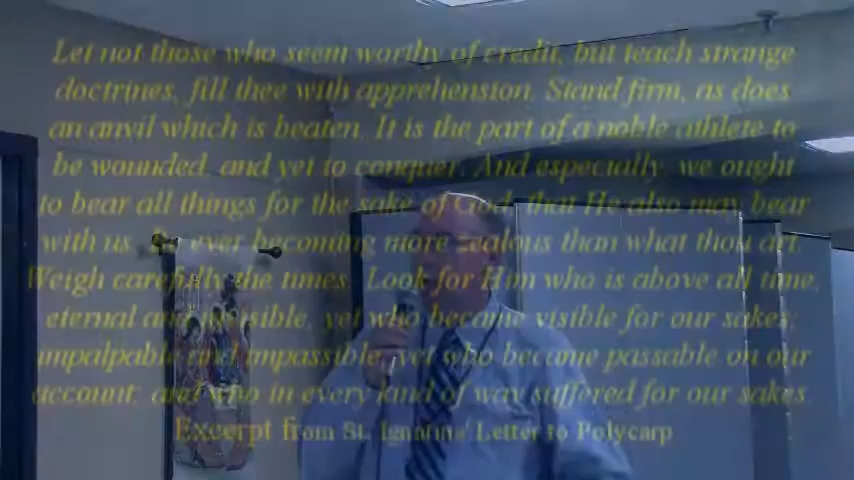 Let not those who seem worthy of credit, but teach strange
doctrines, fill thee with apprehension. Stand firm, as does
an anvil which is beaten. It is the part of a noble athlete to
be wounded, and yet to conquer. And especially, we ought
to bear all things for the sake of God, that He also may bear
with us ever becoming more zealous than what thou art.
Weigh carefully the times. Look for Him who is above all time,
eternal and visible, yet who became visible for our sakes;
impalpable and impassible, yet who became passable on our
account; and who in every kind of way suffered for our sakes.
Excerpt from St. Ignatius' Letter to Polycarp